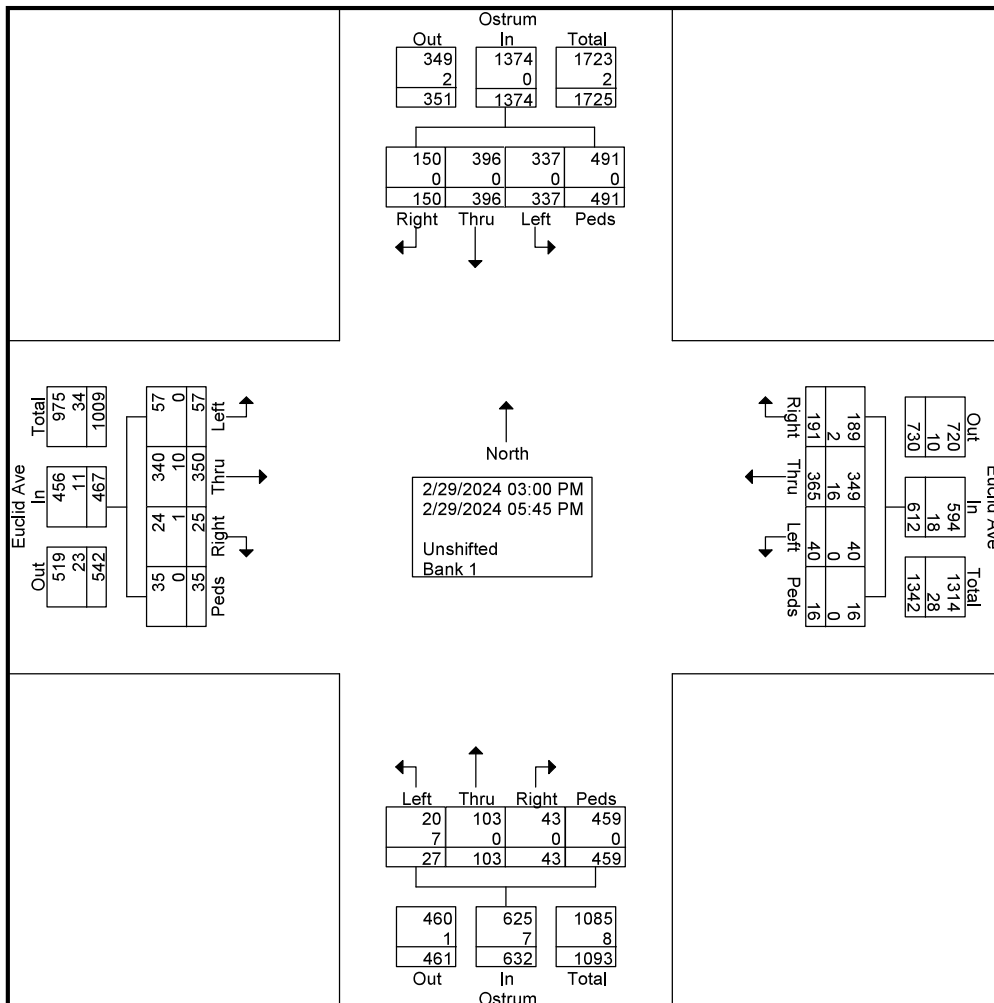 Ostrum
Out In Total
349 1374 1723
2 0 2
351 1374 1725
150 396 337 491
0 0 0 0
150 396 337 491
Right Thru Left Peds
Euclid Ave
Total In Out
975 456 519
34 11 23
1009 467 542
57 340 24 35
0 10 1 0
57 350 25 35
Left Thru Right Peds
North
2/29/2024 03:00 PM
2/29/2024 05:45 PM
Unshifted
Bank 1
Right Thru Left Peds
191 365 40 16
2 16 0 0
189 349 40 16
Euclid Ave
Out In Total
720 594 1314
10 18 28
730 612 1342
Left Thru Right Peds
20 103 43 459
7 0 0 0
27 103 43 459
460 625 1085
1 7 8
461 632 1093
Out In Total
Ostrum